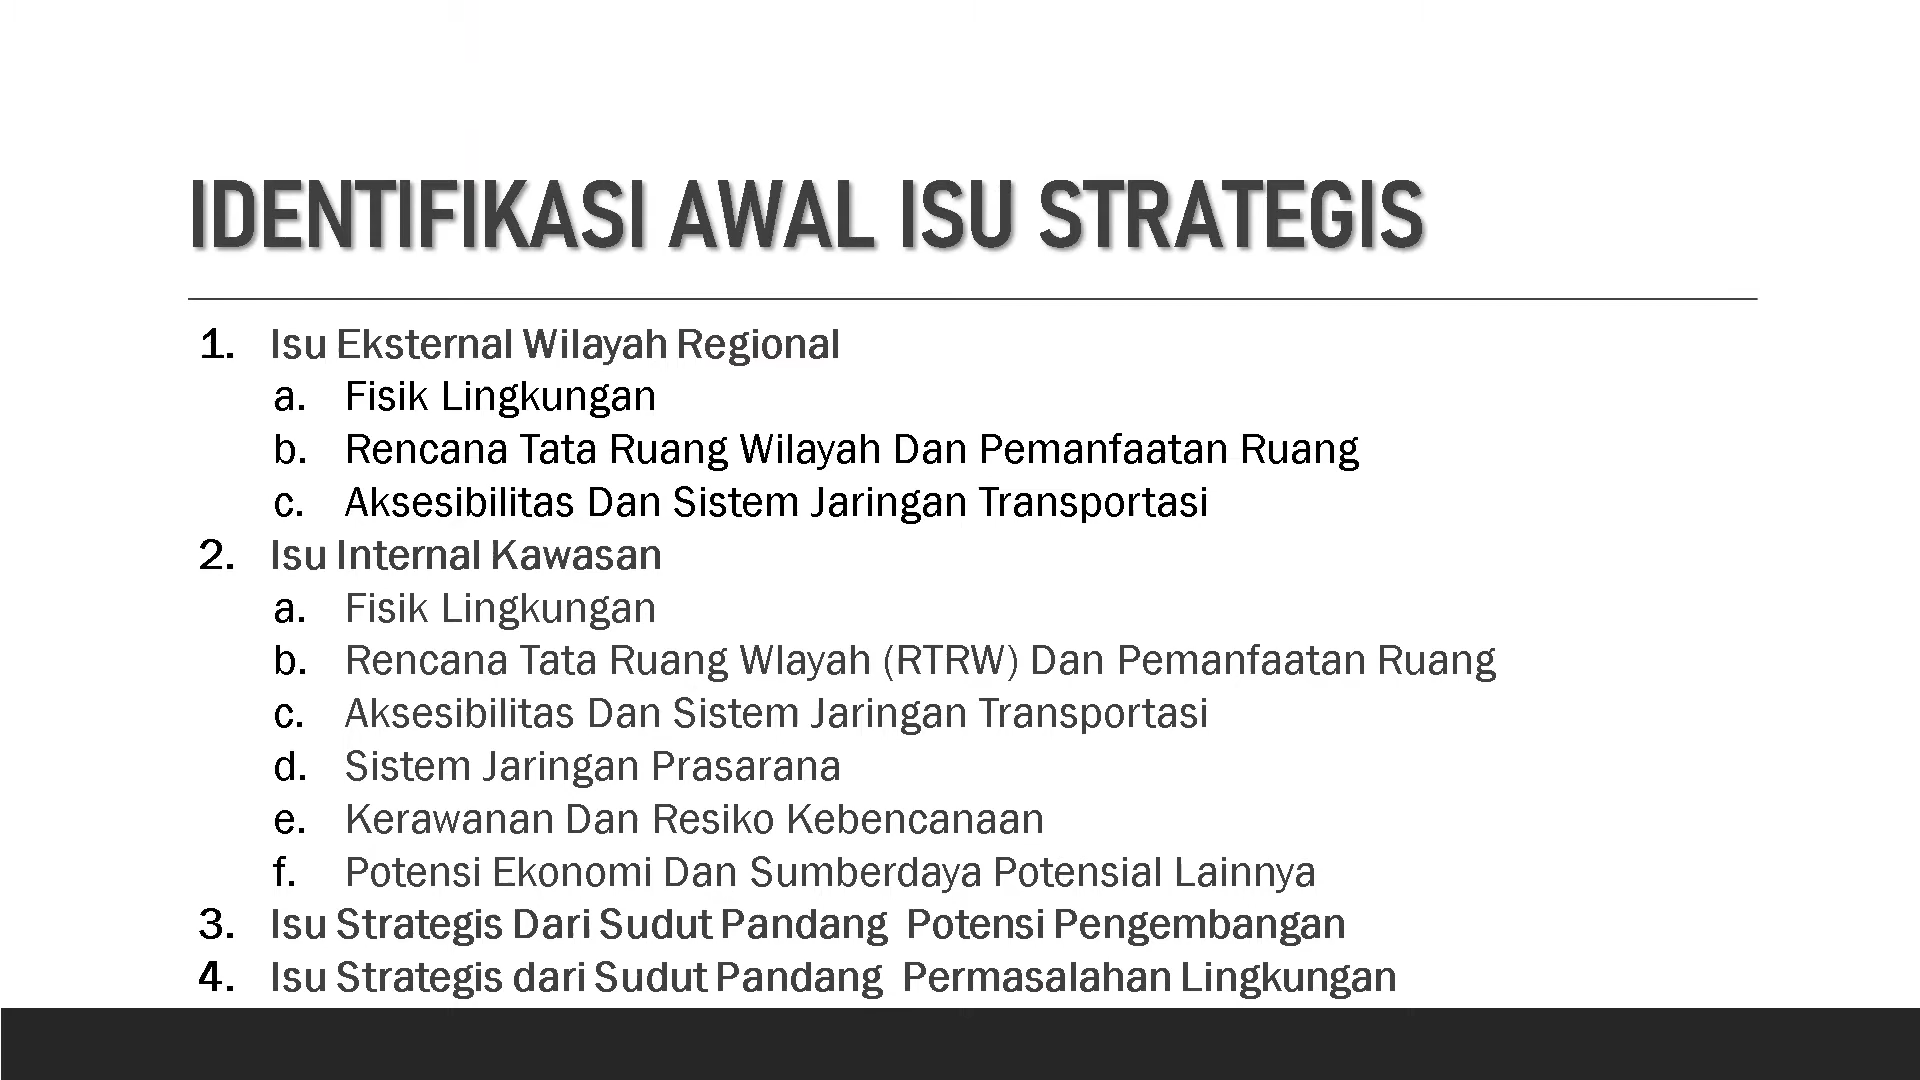 IDENTIFIKASI AWAL ISU STRATEGIS
1. Isu Eksternal Wilayah Regional
a. Fisik Lingkungan
b. Rencana Tata Ruang Wilayah Dan Pemanfaatan Ruang
c. Aksesibilitas Dan Sistem Jaringan Transportasi
2. Isu Internal Kawasan
a. Fisik Lingkungan
b. Rencana Tata Ruang Wlayah (RTRW) Dan Pemanfaatan Ruang
c. Aksesibilitas Dan Sistem Jaringan Transportasi
d. Sistem Jaringan Prasarana
e. Kerawanan Dan Resiko Kebencanaan
f. Potensi Ekonomi Dan Sumberdaya Potensial Lainnya
3. Isu Strategis Dari Sudut Pandang Potensi Pengembangan
4. Isu Strategis dari Sudut Pandang Permasalahan Lingkungan